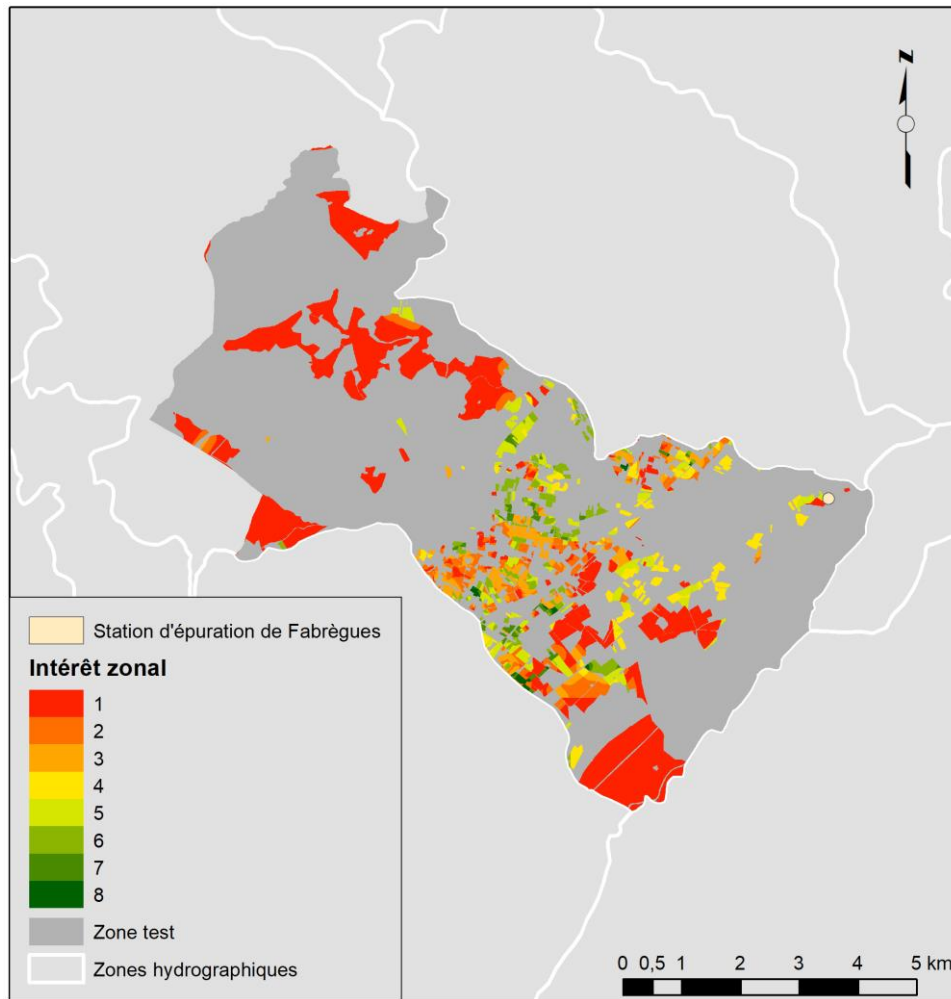 N
Station d'épuration de Fabrègues
Intérêt zonal
1
2
3
4
5
6
7
8
Zone test
Zones hydrographiques
0 0,5 1 2 3 4 5 km